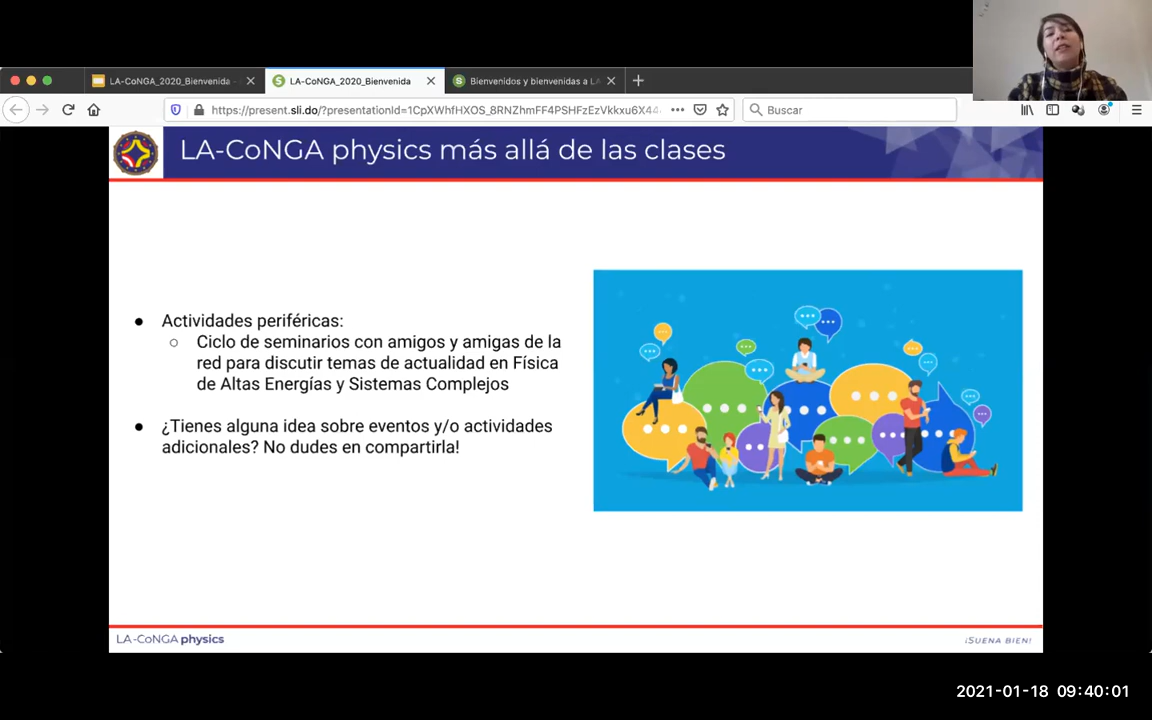 LA-CoNGA_2020_Bienvenida -
LA-CoNGA_2020_Bienvenida
Bienvenidos y bienvenidas a LA
https://present.sli.do/?presentationId=1CpXWhfHXOS_8RNZhmFF4PSHFzEzVkkxu6X44
Buscar
LA-CoNGA physics más allá de las clases
● Actividades periféricas:
○ Ciclo de seminarios con amigos y amigas de la
red para discutir temas de actualidad en Física
de Altas Energías y Sistemas Complejos
● ¿Tienes alguna idea sobre eventos y/o actividades
adicionales? No dudes en compartirla!
LA-CoNGA physics
¡SUENA BIEN!
2021-01-18 09:40:01